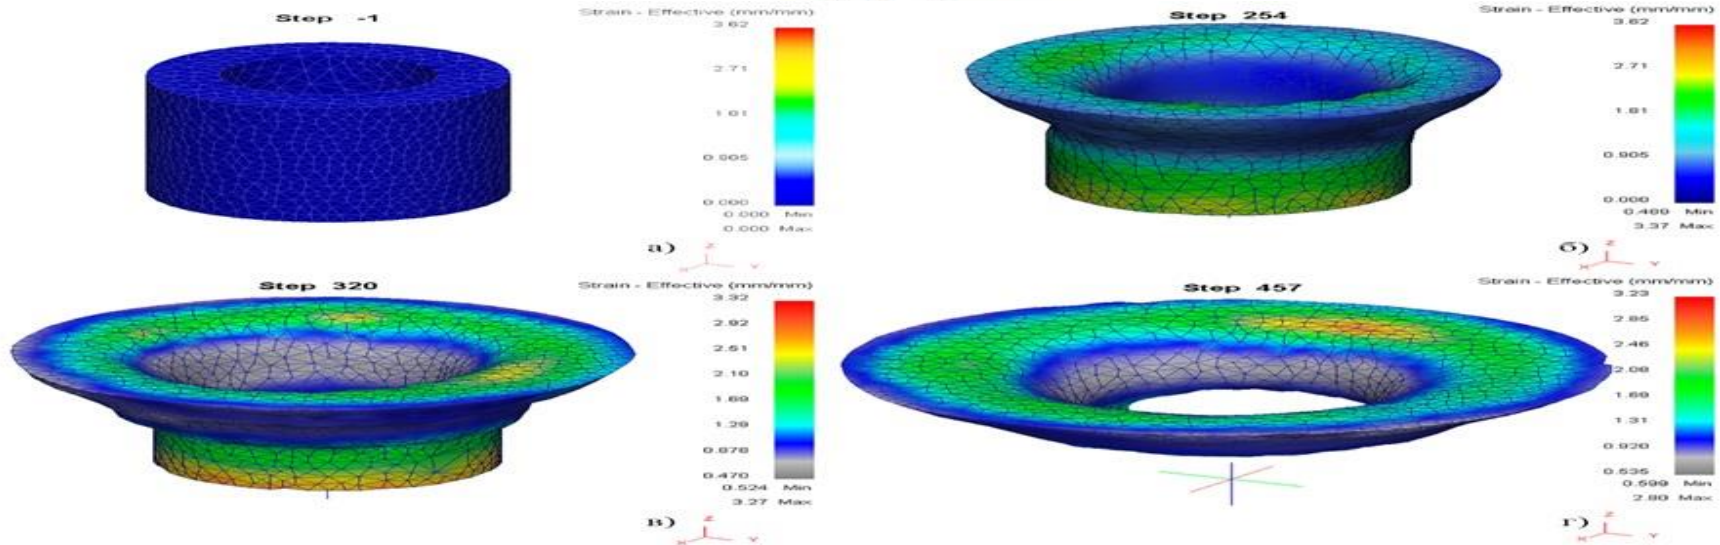 Step -1
Strain - Effective (mm/mm)
3.62
2.71
1.81
0.905
0.000
0.000 Min
0.000 Max
а)
Z
X Y
Step 254
Strain - Effective (mm/mm)
3.62
2.71
1.81
0.905
0.000
0.469 Min
3.37 Max
б)
Z
X Y
Step 320
Strain - Effective (mm/mm)
3.32
2.92
2.51
2.10
1.69
1.29
0.878
0.470
0.524 Min
3.27 Max
в)
Z
X Y
Step 457
Strain - Effective (mm/mm)
3.23
2.85
2.46
2.08
1.69
1.31
0.920
0.535
0.599 Min
2.80 Max
г)
Z
X Y